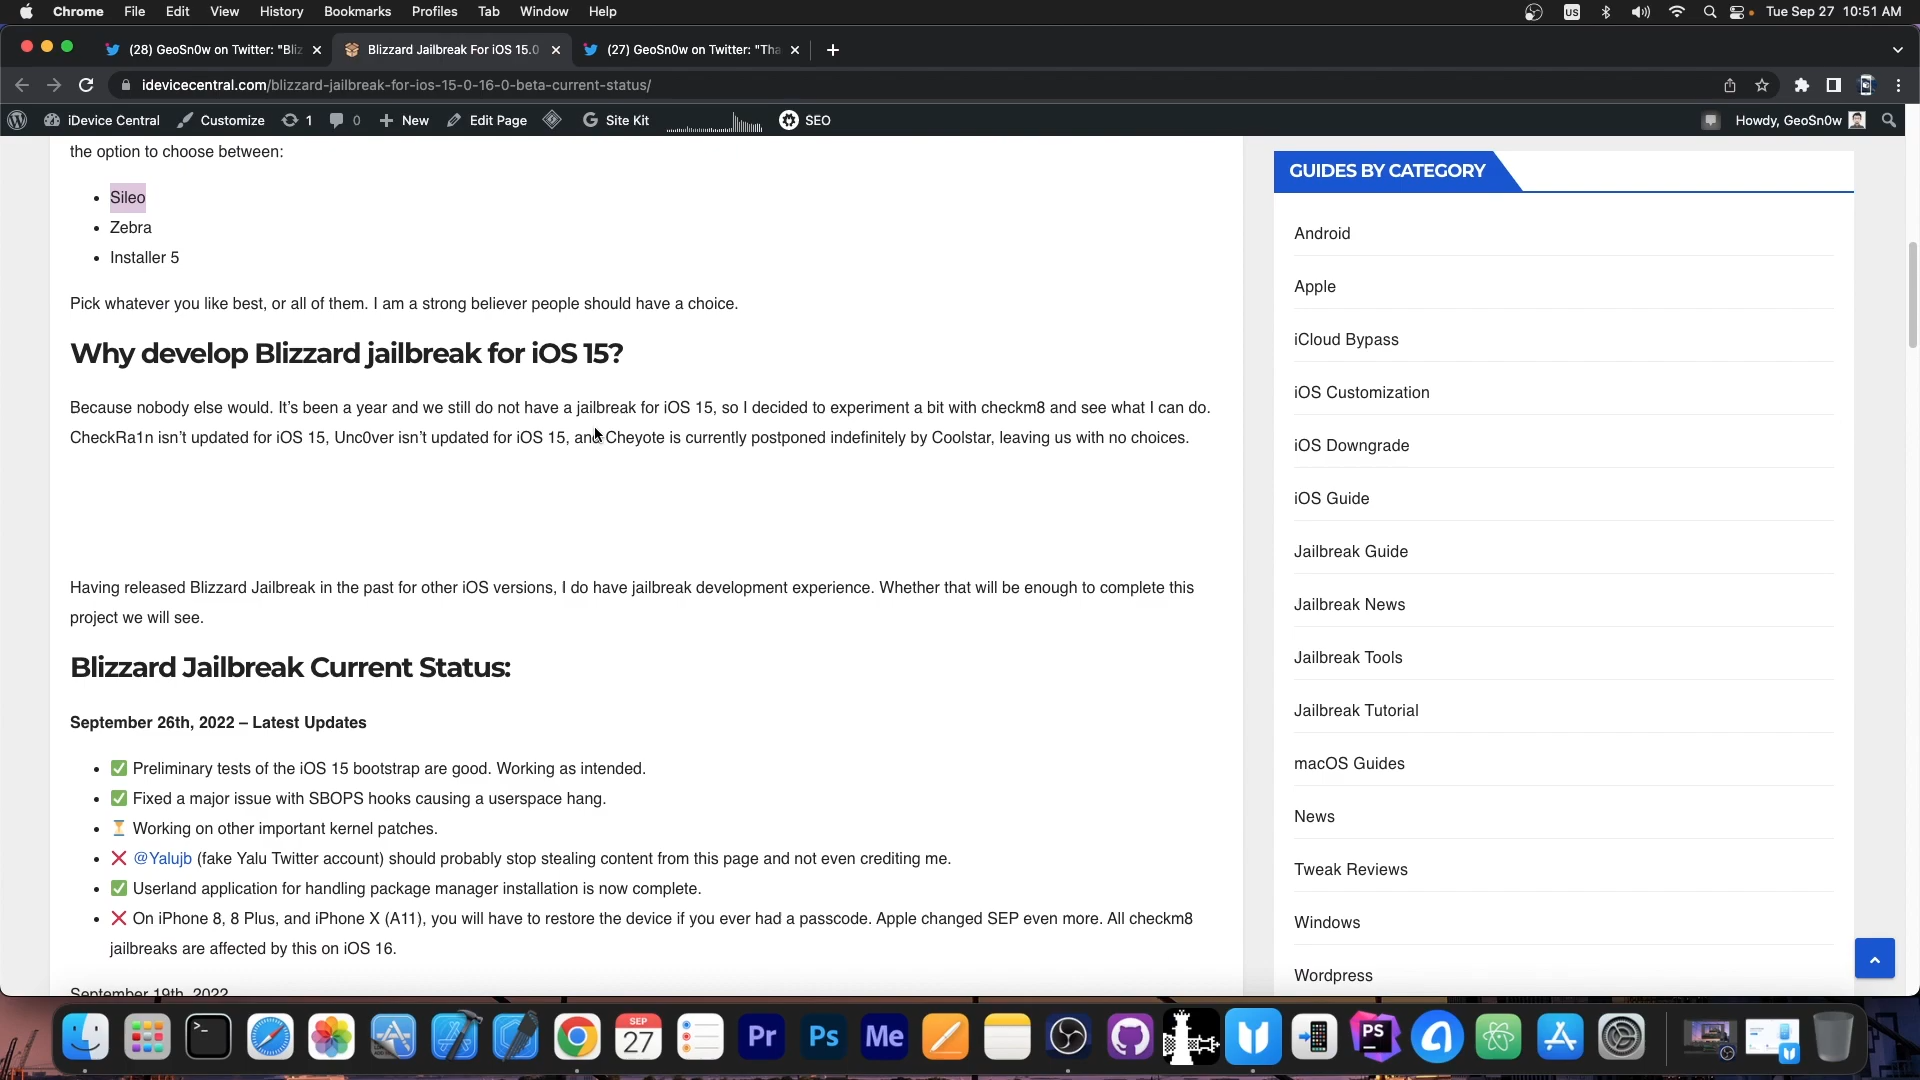 Chrome File Edit View History Bookmarks Profiles Tab Window Help US Tue Sep 27 10:51 AM
(28) GeoSn0w on Twitter: "Bliz Blizzard Jailbreak For iOS 15.0 (27) GeoSn0w on Twitter: "Tha
idevicecentral.com/blizzard-jailbreak-for-ios-15-0-16-0-beta-current-status/
iDevice Central Customize 1 0 New Edit Page Site Kit SEO Howdy, GeoSn0w
the option to choose between:
Sileo
Zebra
Installer 5
Pick whatever you like best, or all of them. I am a strong believer people should have a choice.
Why develop Blizzard jailbreak for iOS 15?
Because nobody else would. It's been a year and we still do not have a jailbreak for iOS 15, so I decided to experiment a bit with checkm8 and see what I can do.
CheckRa1n isn't updated for iOS 15, Unc0ver isn't updated for iOS 15, and Cheyote is currently postponed indefinitely by Coolstar, leaving us with no choices.
Having released Blizzard Jailbreak in the past for other iOS versions, I do have jailbreak development experience. Whether that will be enough to complete this
project we will see.
Blizzard Jailbreak Current Status:
September 26th, 2022 – Latest Updates
✅ Preliminary tests of the iOS 15 bootstrap are good. Working as intended.
✅ Fixed a major issue with SBOPS hooks causing a userspace hang.
⏳ Working on other important kernel patches.
❌ @Yalujb (fake Yalu Twitter account) should probably stop stealing content from this page and not even crediting me.
✅ Userland application for handling package manager installation is now complete.
❌ On iPhone 8, 8 Plus, and iPhone X (A11), you will have to restore the device if you ever had a passcode. Apple changed SEP even more. All checkm8
jailbreaks are affected by this on iOS 16.
September 19th, 2022
GUIDES BY CATEGORY
Android
Apple
iCloud Bypass
iOS Customization
iOS Downgrade
iOS Guide
Jailbreak Guide
Jailbreak News
Jailbreak Tools
Jailbreak Tutorial
macOS Guides
News
Tweak Reviews
Windows
Wordpress
SEP
27
Pr
Ps
Me
PS